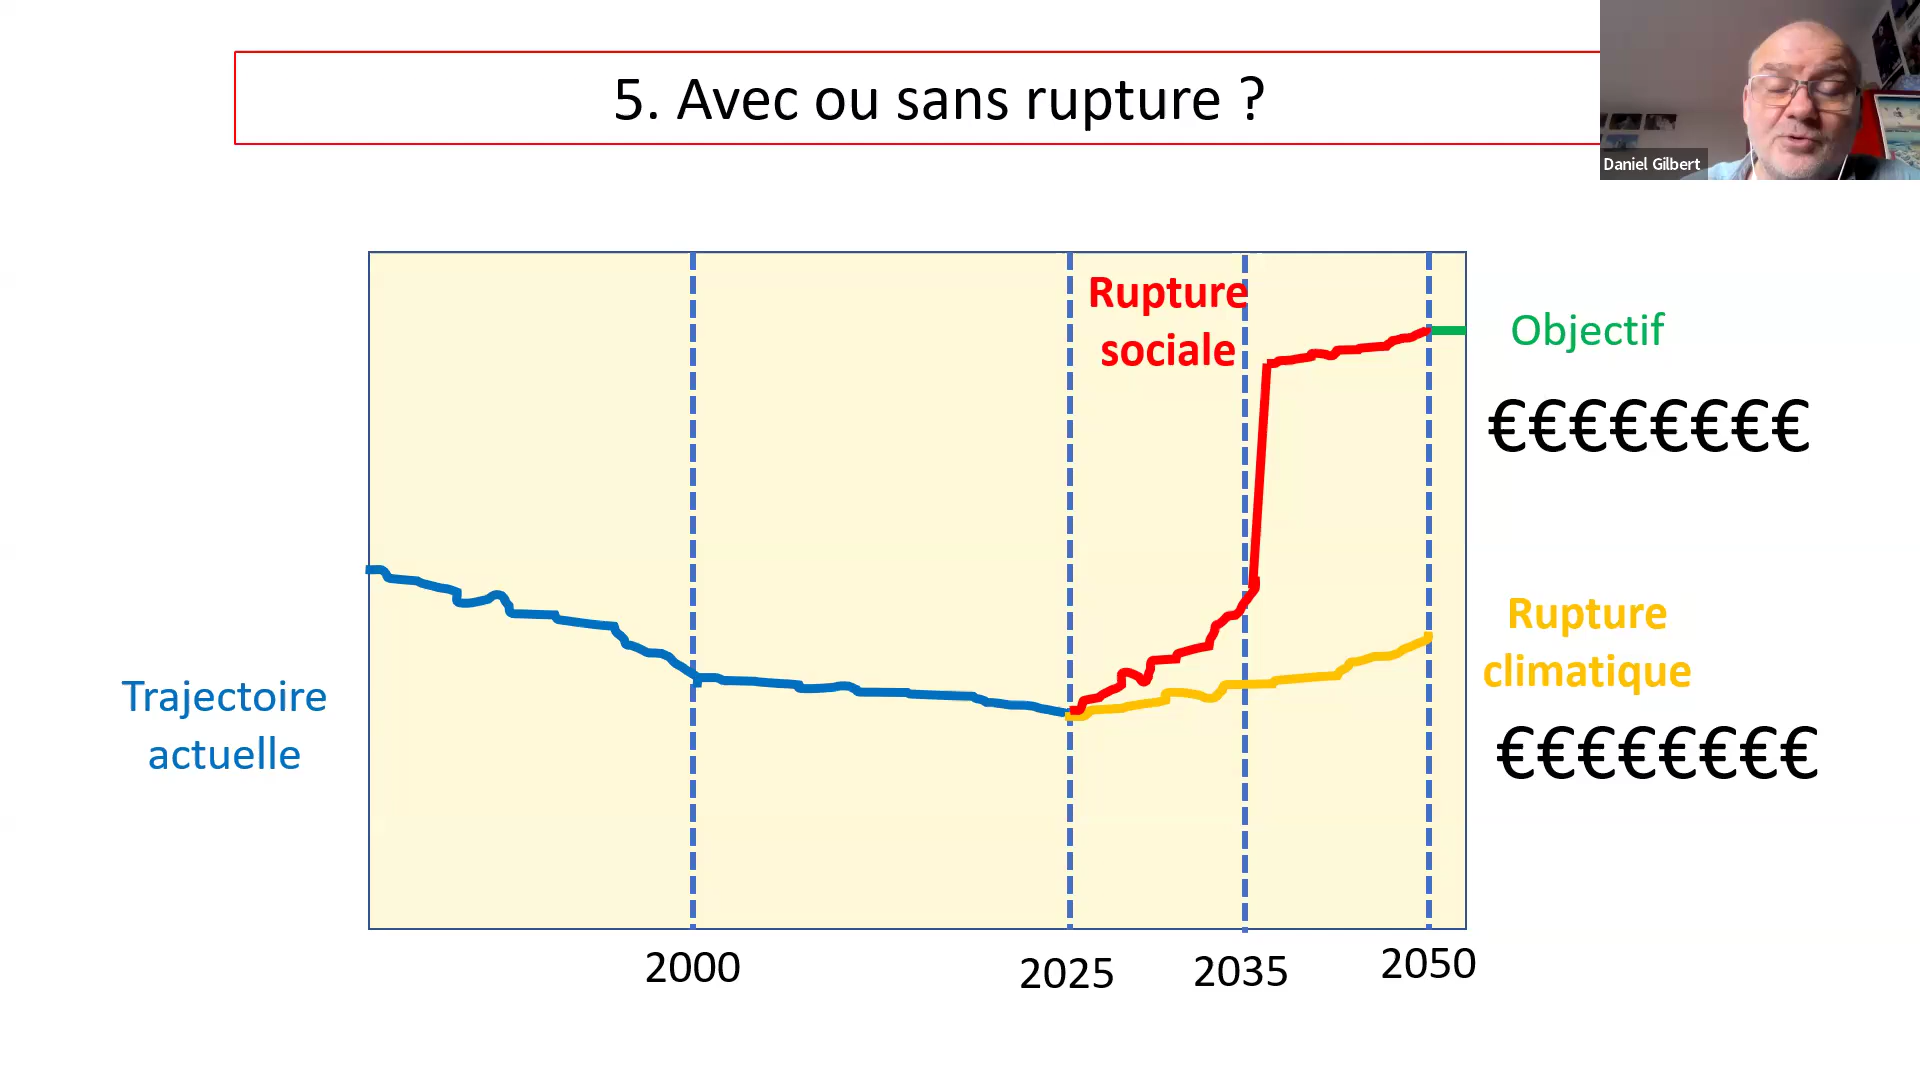 5. Avec ou sans rupture ?
Daniel Gilbert
Rupture
sociale
Objectif
€€€€€€€€
Rupture
climatique
€€€€€€€€
Trajectoire
actuelle
2000
2025
2035
2050